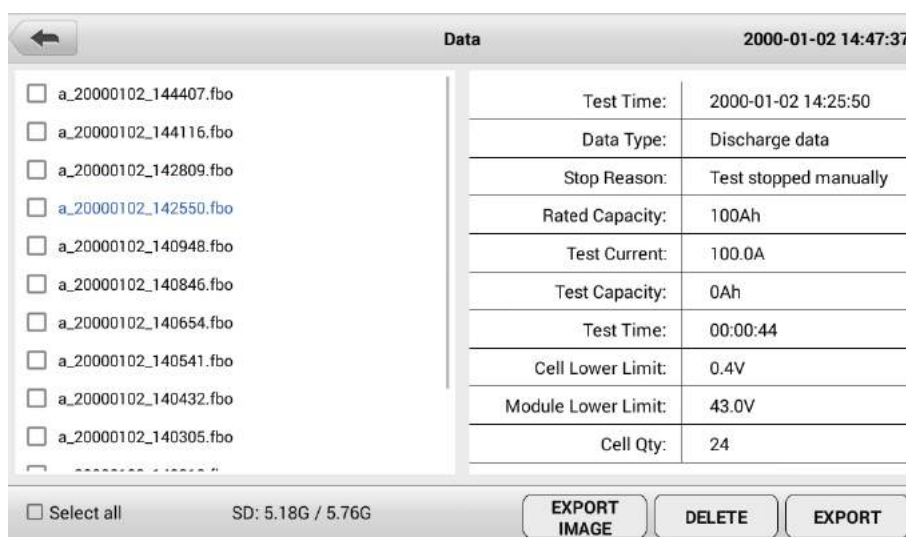 Data
2000-01-02 14:47:37
a_20000102_144407.fbo
a_20000102_144116.fbo
a_20000102_142809.fbo
a_20000102_142550.fbo
a_20000102_140948.fbo
a_20000102_140846.fbo
a_20000102_140654.fbo
a_20000102_140541.fbo
a_20000102_140432.fbo
a_20000102_140305.fbo
Test Time: 2000-01-02 14:25:50
Data Type: Discharge data
Stop Reason: Test stopped manually
Rated Capacity: 100Ah
Test Current: 100.0A
Test Capacity: 0Ah
Test Time: 00:00:44
Cell Lower Limit: 0.4V
Module Lower Limit: 43.0V
Cell Qty: 24
Select all
SD: 5.18G / 5.76G
EXPORT
IMAGE
DELETE
EXPORT